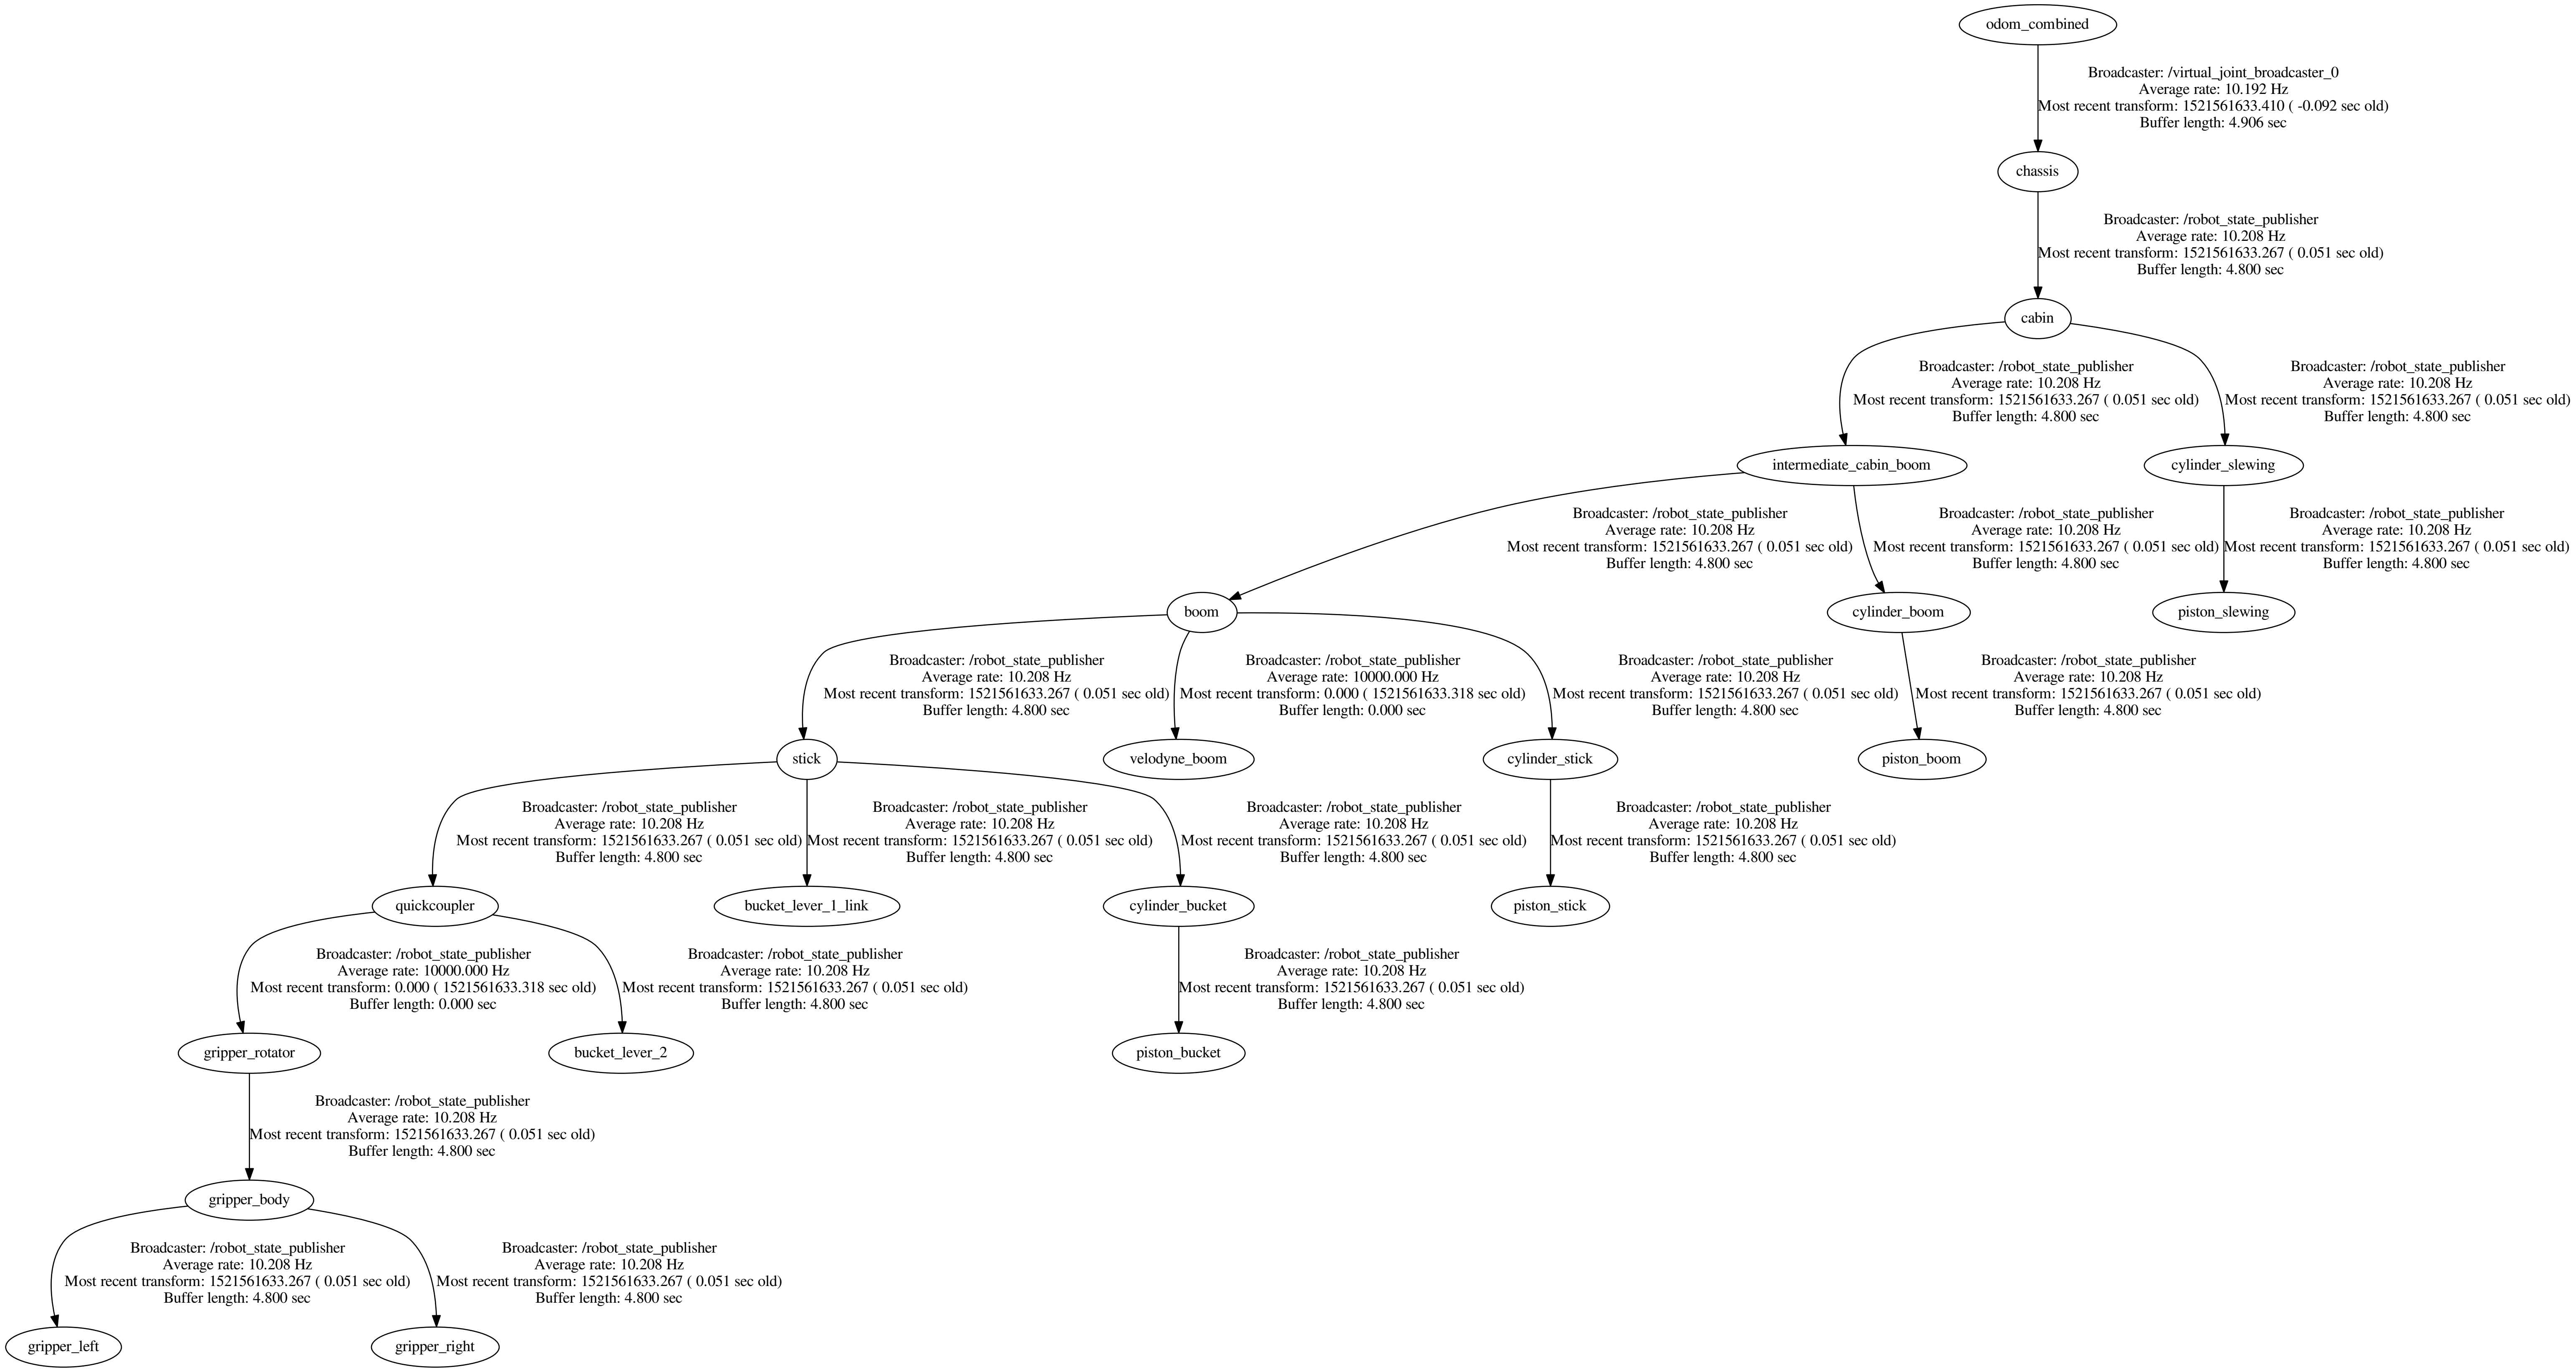 odom_combined
Broadcaster: /virtual_joint_broadcaster_0
Average rate: 10.192 Hz
Most recent transform: 1521561633.410 ( -0.092 sec old)
Buffer length: 4.906 sec
chassis
Broadcaster: /robot_state_publisher
Average rate: 10.208 Hz
Most recent transform: 1521561633.267 ( 0.051 sec old)
Buffer length: 4.800 sec
cabin
Broadcaster: /robot_state_publisher
Average rate: 10.208 Hz
Most recent transform: 1521561633.267 ( 0.051 sec old)
Buffer length: 4.800 sec
Broadcaster: /robot_state_publisher
Average rate: 10.208 Hz
Most recent transform: 1521561633.267 ( 0.051 sec old)
Buffer length: 4.800 sec
intermediate_cabin_boom
cylinder_slewing
Broadcaster: /robot_state_publisher
Average rate: 10.208 Hz
Most recent transform: 1521561633.267 ( 0.051 sec old)
Buffer length: 4.800 sec
Broadcaster: /robot_state_publisher
Average rate: 10.208 Hz
Most recent transform: 1521561633.267 ( 0.051 sec old)
Buffer length: 4.800 sec
Broadcaster: /robot_state_publisher
Average rate: 10.208 Hz
Most recent transform: 1521561633.267 ( 0.051 sec old)
Buffer length: 4.800 sec
boom
cylinder_boom
piston_slewing
Broadcaster: /robot_state_publisher
Average rate: 10.208 Hz
Most recent transform: 1521561633.267 ( 0.051 sec old)
Buffer length: 4.800 sec
Broadcaster: /robot_state_publisher
Average rate: 10000.000 Hz
Most recent transform: 0.000 ( 1521561633.318 sec old)
Buffer length: 0.000 sec
Broadcaster: /robot_state_publisher
Average rate: 10.208 Hz
Most recent transform: 1521561633.267 ( 0.051 sec old)
Buffer length: 4.800 sec
Broadcaster: /robot_state_publisher
Average rate: 10.208 Hz
Most recent transform: 1521561633.267 ( 0.051 sec old)
Buffer length: 4.800 sec
stick
velodyne_boom
cylinder_stick
piston_boom
Broadcaster: /robot_state_publisher
Average rate: 10.208 Hz
Most recent transform: 1521561633.267 ( 0.051 sec old)
Buffer length: 4.800 sec
Broadcaster: /robot_state_publisher
Average rate: 10.208 Hz
Most recent transform: 1521561633.267 ( 0.051 sec old)
Buffer length: 4.800 sec
Broadcaster: /robot_state_publisher
Average rate: 10.208 Hz
Most recent transform: 1521561633.267 ( 0.051 sec old)
Buffer length: 4.800 sec
Broadcaster: /robot_state_publisher
Average rate: 10.208 Hz
Most recent transform: 1521561633.267 ( 0.051 sec old)
Buffer length: 4.800 sec
quickcoupler
bucket_lever_1_link
cylinder_bucket
piston_stick
Broadcaster: /robot_state_publisher
Average rate: 10000.000 Hz
Most recent transform: 0.000 ( 1521561633.318 sec old)
Buffer length: 0.000 sec
Broadcaster: /robot_state_publisher
Average rate: 10.208 Hz
Most recent transform: 1521561633.267 ( 0.051 sec old)
Buffer length: 4.800 sec
Broadcaster: /robot_state_publisher
Average rate: 10.208 Hz
Most recent transform: 1521561633.267 ( 0.051 sec old)
Buffer length: 4.800 sec
gripper_rotator
bucket_lever_2
piston_bucket
Broadcaster: /robot_state_publisher
Average rate: 10.208 Hz
Most recent transform: 1521561633.267 ( 0.051 sec old)
Buffer length: 4.800 sec
gripper_body
Broadcaster: /robot_state_publisher
Average rate: 10.208 Hz
Most recent transform: 1521561633.267 ( 0.051 sec old)
Buffer length: 4.800 sec
Broadcaster: /robot_state_publisher
Average rate: 10.208 Hz
Most recent transform: 1521561633.267 ( 0.051 sec old)
Buffer length: 4.800 sec
gripper_left
gripper_right